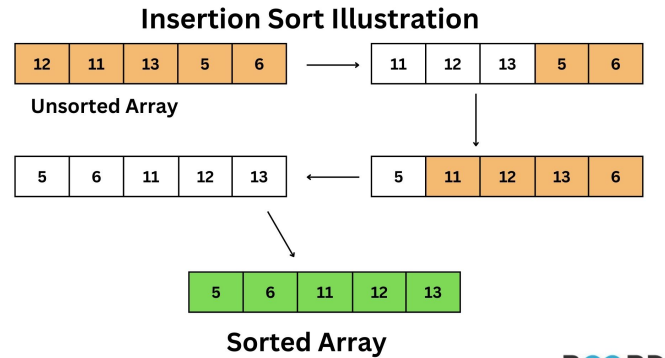 Insertion Sort Illustration
12 11 13 5 6
11 12 13 5 6
Unsorted Array
5 6 11 12 13
5 11 12 13 6
5 6 11 12 13
Sorted Array